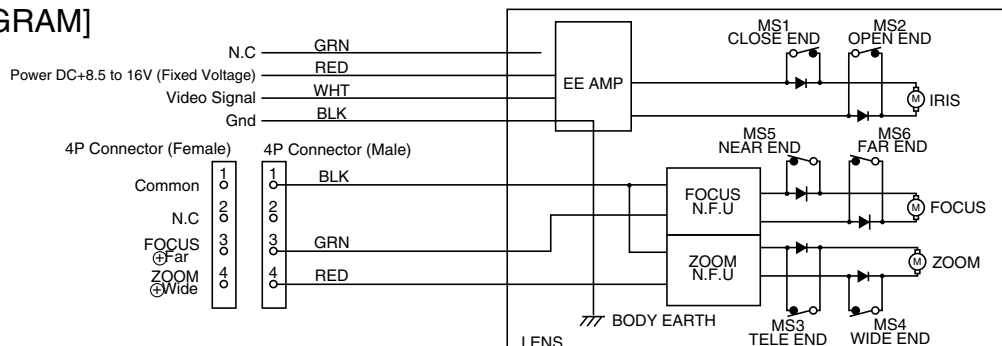 GRAM]
N.C GRN
Power DC+8.5 to 16V (Fixed Voltage) RED
Video Signal WHT
Gnd BLK
EE AMP
MS1 MS2
CLOSE END OPEN END
M IRIS
4P Connector (Female) 4P Connector (Male)
Common 1 1 BLK
N.C 2 2
FOCUS 3 3 GRN
+Far
ZOOM 4 4 RED
+Wide
MS5 MS6
NEAR END FAR END
FOCUS
N.F.U
M FOCUS
ZOOM
N.F.U
M ZOOM
MS3 MS4
TELE END WIDE END
BODY EARTH
LENS